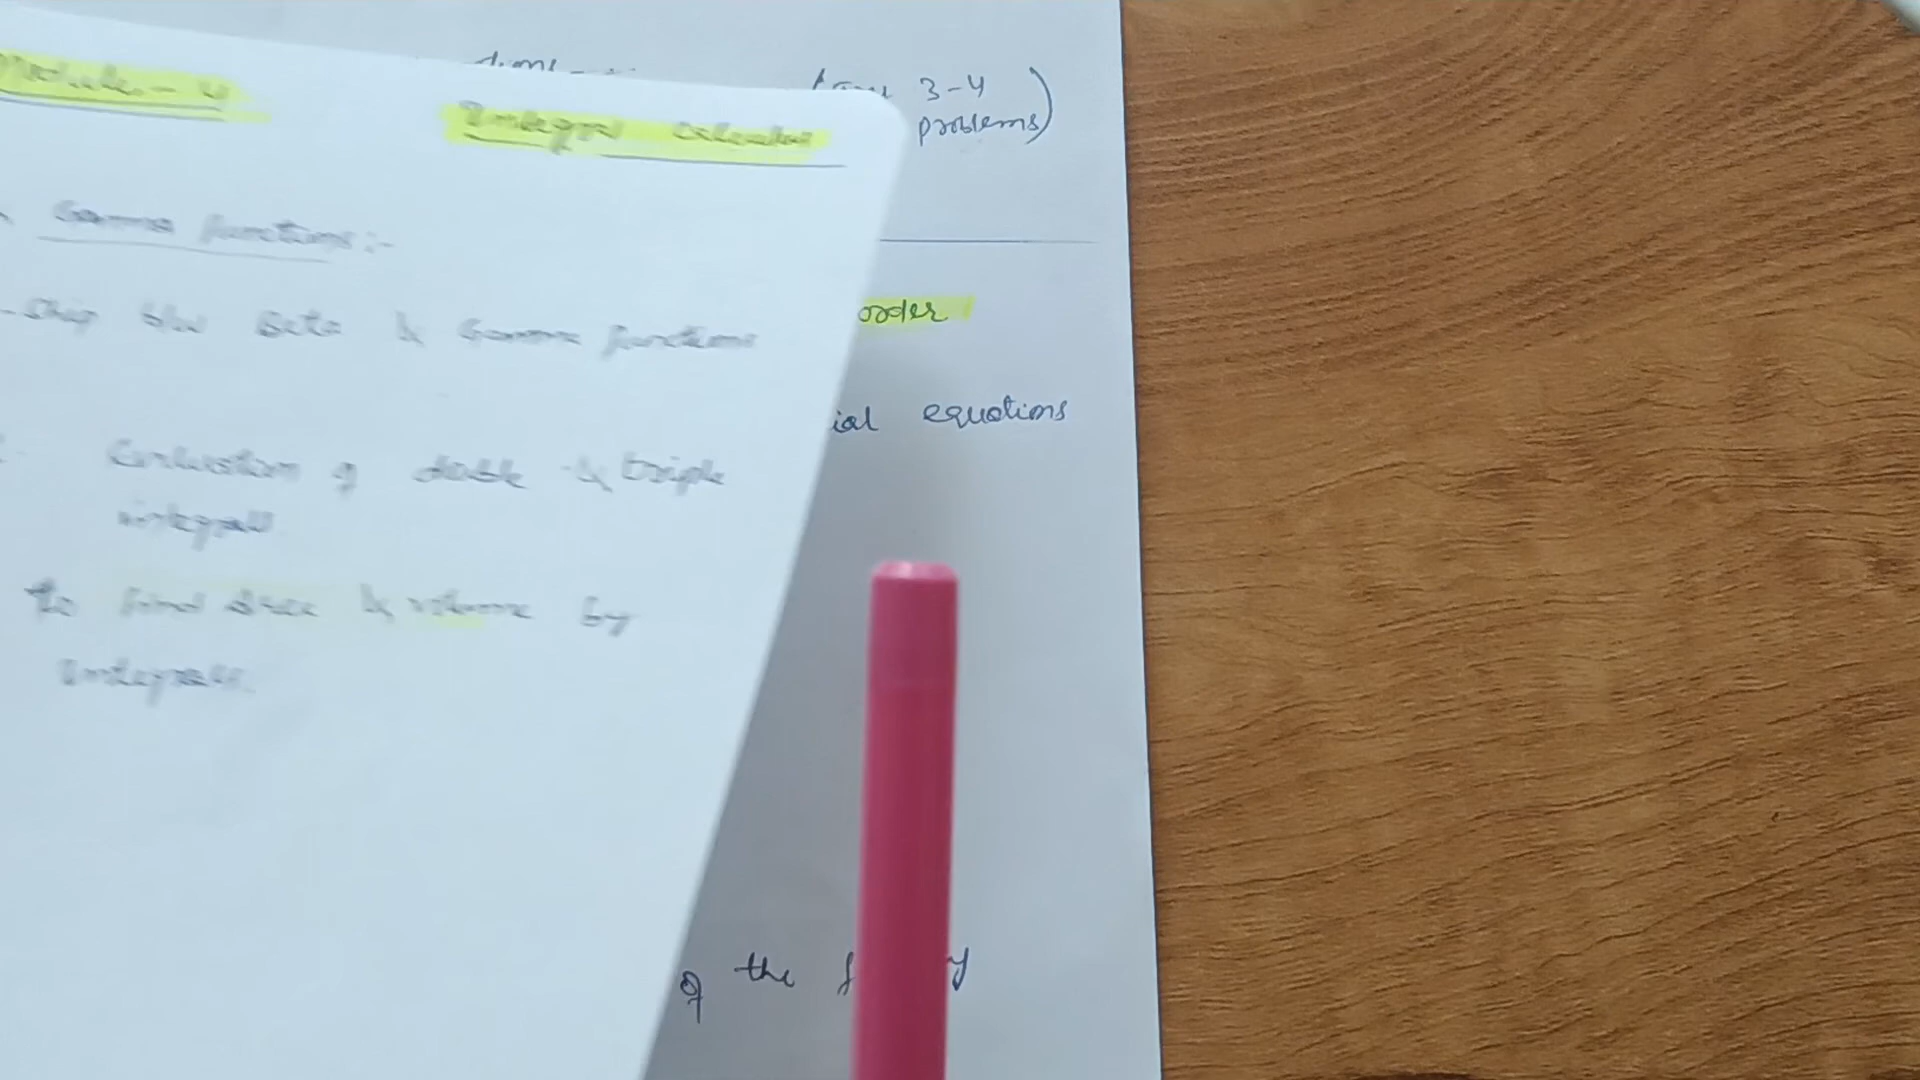 Module - 4
Integral calculus
Gamma functions :-
-ship b/w Beta & Gamma functions
Evaluation of double & triple
integrals
to find area & volume by
integrals.
3-4
problems)
order
ial equations
of the